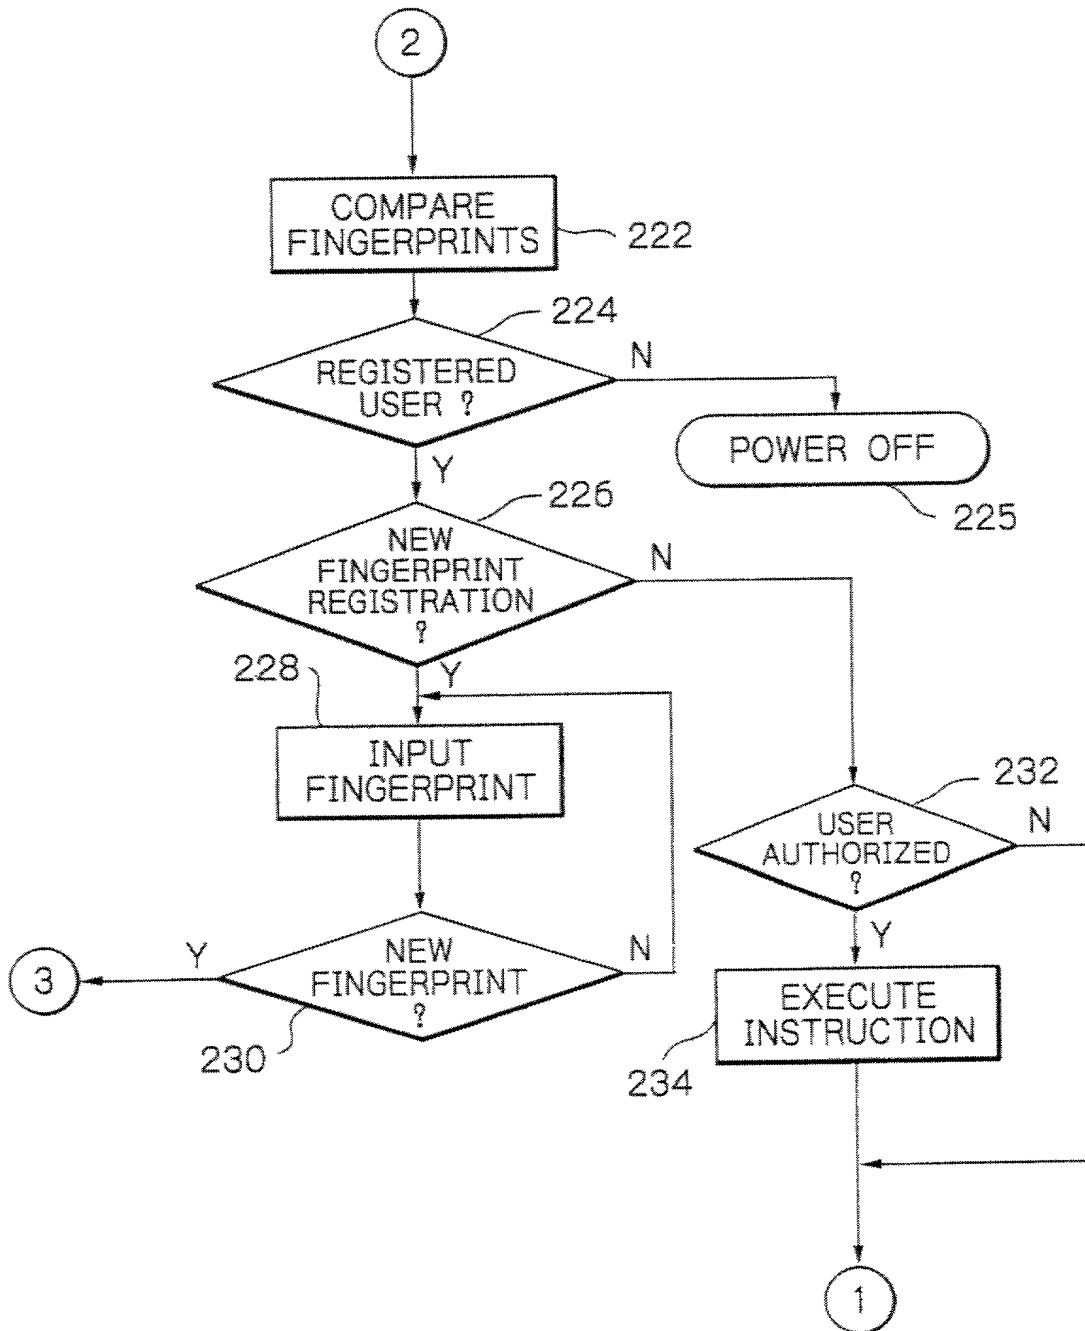 2
COMPARE
FINGERPRINTS
222
224
REGISTERED
USER ?
N
POWER OFF
225
Y
226
NEW
FINGERPRINT
REGISTRATION
?
N
228
Y
INPUT
FINGERPRINT
232
USER
AUTHORIZED
?
N
Y
3
NEW
FINGERPRINT
?
N
Y
230
EXECUTE
INSTRUCTION
234
1